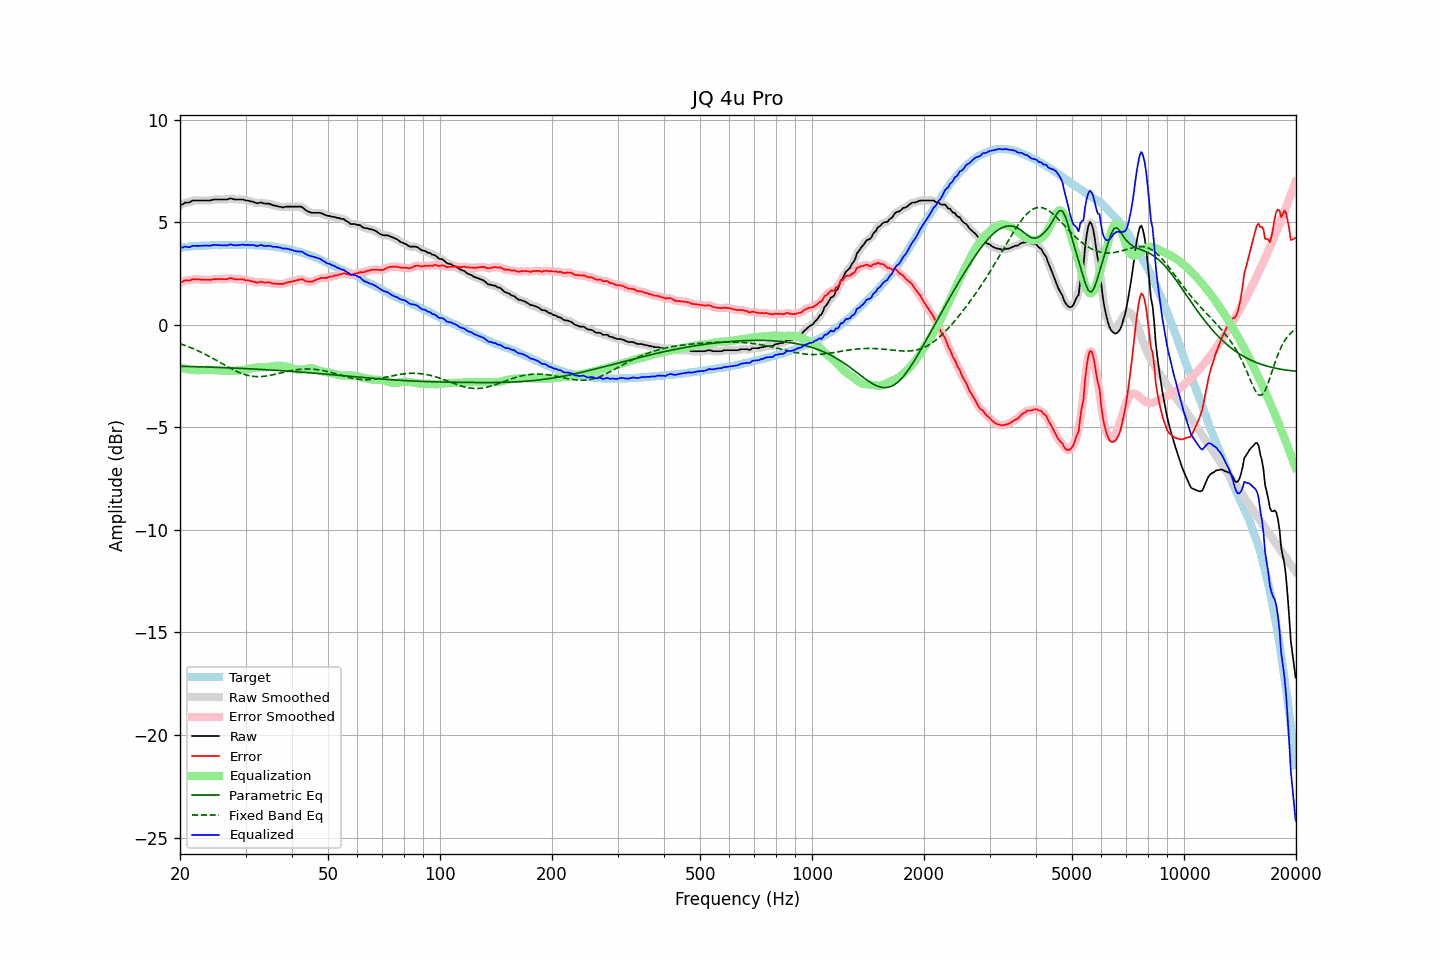 JQ 4u Pro
10
5
0
−5
−10
−15
−20
−25
Amplitude (dBr)
Target
Raw Smoothed
Error Smoothed
Raw
Error
Equalization
Parametric Eq
Fixed Band Eq
Equalized
20 50 100 200 500 1000 2000 5000 10000 20000
Frequency (Hz)